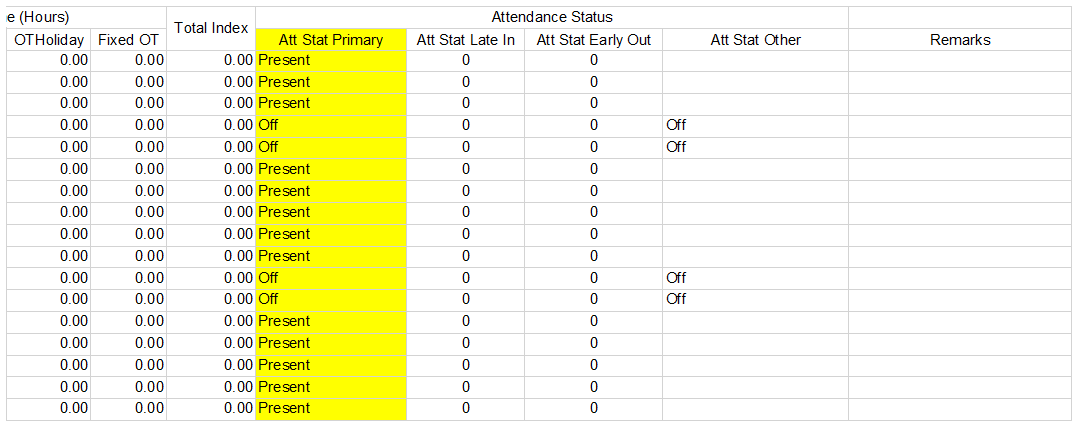 e (Hours) Total Index Attendance Status
OTHoliday Fixed OT Att Stat Primary Att Stat Late In Att Stat Early Out Att Stat Other Remarks
0.00 0.00 0.00 Present 0 0
0.00 0.00 0.00 Present 0 0
0.00 0.00 0.00 Present 0 0
0.00 0.00 0.00 Off 0 0 Off
0.00 0.00 0.00 Off 0 0 Off
0.00 0.00 0.00 Present 0 0
0.00 0.00 0.00 Present 0 0
0.00 0.00 0.00 Present 0 0
0.00 0.00 0.00 Present 0 0
0.00 0.00 0.00 Present 0 0
0.00 0.00 0.00 Off 0 0 Off
0.00 0.00 0.00 Off 0 0 Off
0.00 0.00 0.00 Present 0 0
0.00 0.00 0.00 Present 0 0
0.00 0.00 0.00 Present 0 0
0.00 0.00 0.00 Present 0 0
0.00 0.00 0.00 Present 0 0